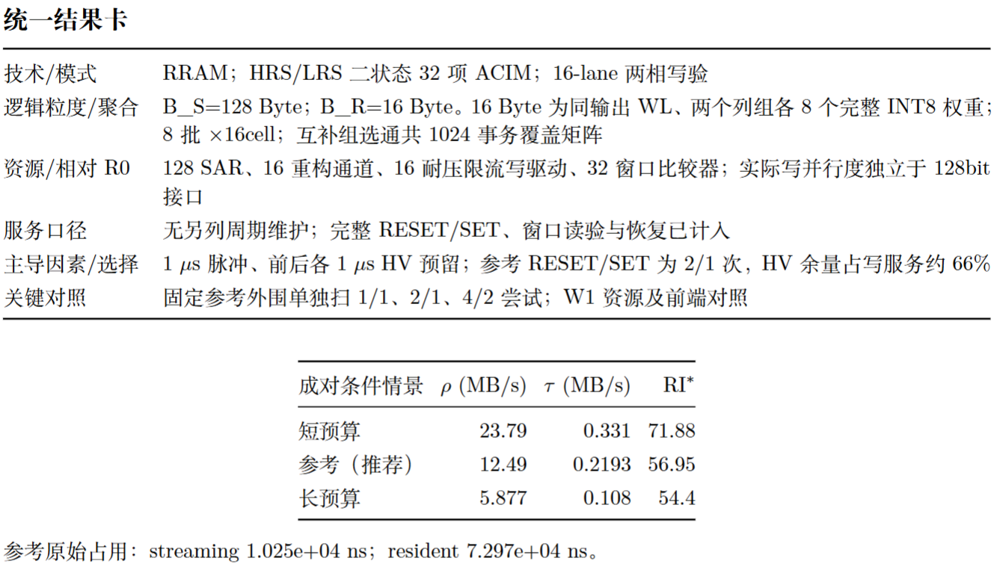 统一结果卡
技术/模式 RRAM；HRS/LRS 二状态 32 项 ACIM；16-lane 两相写验
逻辑粒度/聚合 B_S=128 Byte；B_R=16 Byte。16 Byte 为同输出 WL、两个列组各 8 个完整 INT8 权重；
8 批 ×16cell；互补组选通共 1024 事务覆盖矩阵
资源/相对 R0 128 SAR、16 重构通道、16 耐压限流写驱动、32 窗口比较器；实际写并行度独立于 128bit
接口
服务口径 无另列周期维护；完整 RESET/SET、窗口读验与恢复已计入
主导因素/选择 1 μs 脉冲、前后各 1 μs HV 预留；参考 RESET/SET 为 2/1 次，HV 余量占写服务约 66%
关键对照 固定参考外围单独扫 1/1、2/1、4/2 尝试；W1 资源及前端对照
成对条件情景 ρ (MB/s) τ (MB/s) RI*
短预算 23.79 0.331 71.88
参考（推荐） 12.49 0.2193 56.95
长预算 5.877 0.108 54.4
参考原始占用：streaming 1.025e+04 ns；resident 7.297e+04 ns。